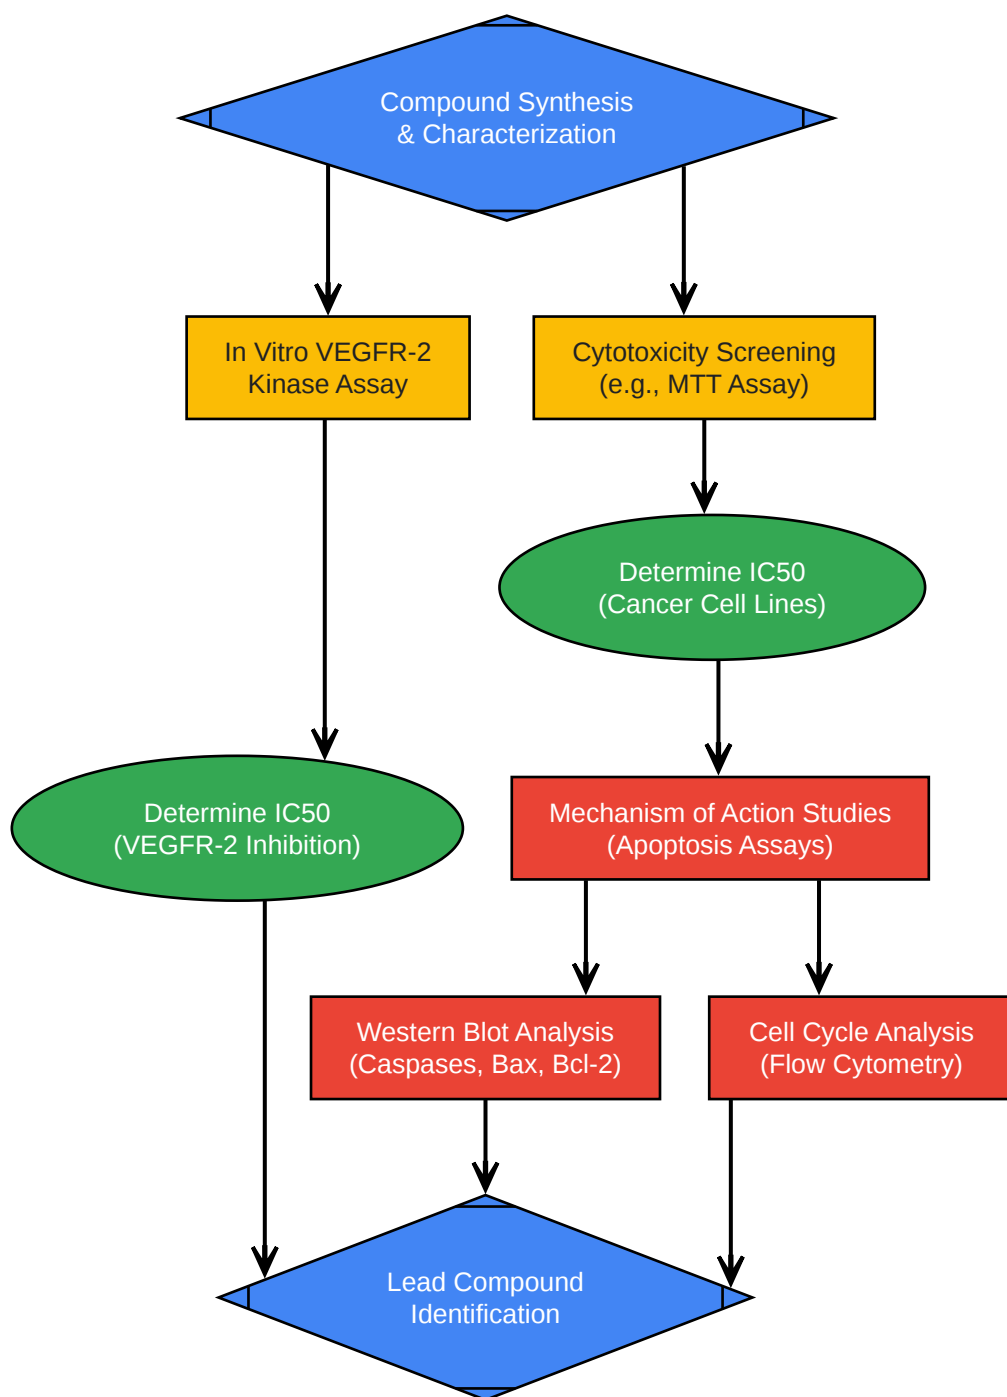 Compound Synthesis
& Characterization
In Vitro VEGFR-2
Kinase Assay
Cytotoxicity Screening
(e.g., MTT Assay)
Determine IC50
(Cancer Cell Lines)
Determine IC50
(VEGFR-2 Inhibition)
Mechanism of Action Studies
(Apoptosis Assays)
Western Blot Analysis
(Caspases, Bax, Bcl-2)
Cell Cycle Analysis
(Flow Cytometry)
Lead Compound
Identification